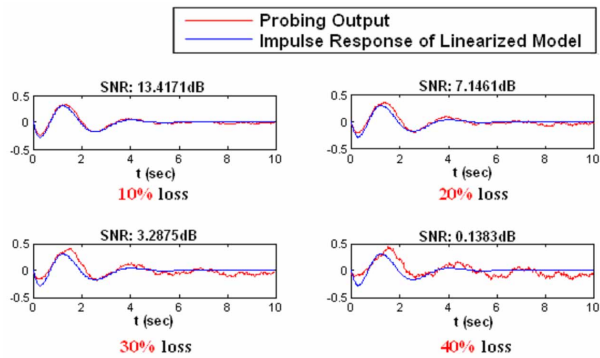 Probing Output
Impulse Response of Linearized Model
SNR: 13.4171dB
0.5
0
-0.5
0 2 4 6 8 10
t (sec)
10% loss
SNR: 7.1461dB
0.5
0
-0.5
0 2 4 6 8 10
t (sec)
20% loss
SNR: 3.2875dB
0.5
0
-0.5
0 2 4 6 8 10
t (sec)
30% loss
SNR: 0.1383dB
0.5
0
-0.5
0 2 4 6 8 10
t (sec)
40% loss